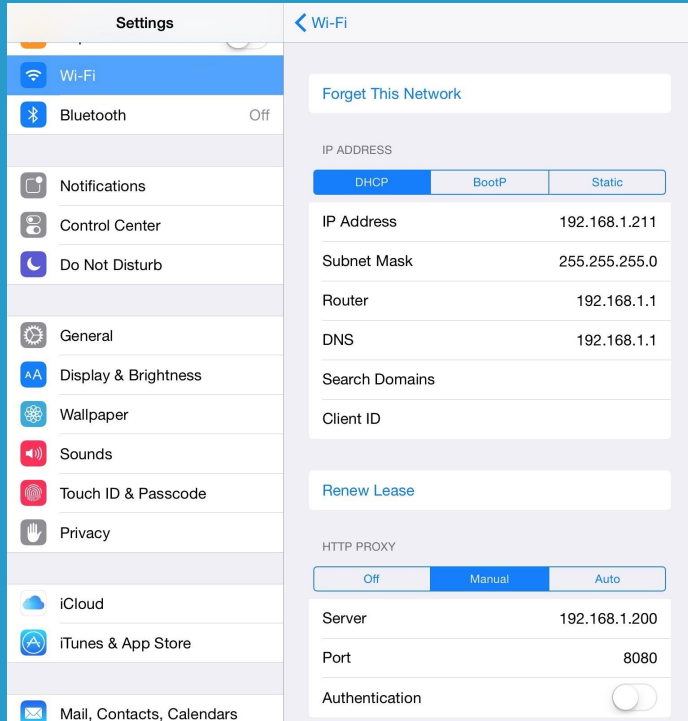 Settings
Wi-Fi
Bluetooth Off
Notifications
Control Center
Do Not Disturb
General
AA Display & Brightness
Wallpaper
Sounds
Touch ID & Passcode
Privacy
iCloud
iTunes & App Store
Mail, Contacts, Calendars
Wi-Fi
Forget This Network
IP ADDRESS
DHCP BootP Static
IP Address 192.168.1.211
Subnet Mask 255.255.255.0
Router 192.168.1.1
DNS 192.168.1.1
Search Domains
Client ID
Renew Lease
HTTP PROXY
Off Manual Auto
Server 192.168.1.200
Port 8080
Authentication